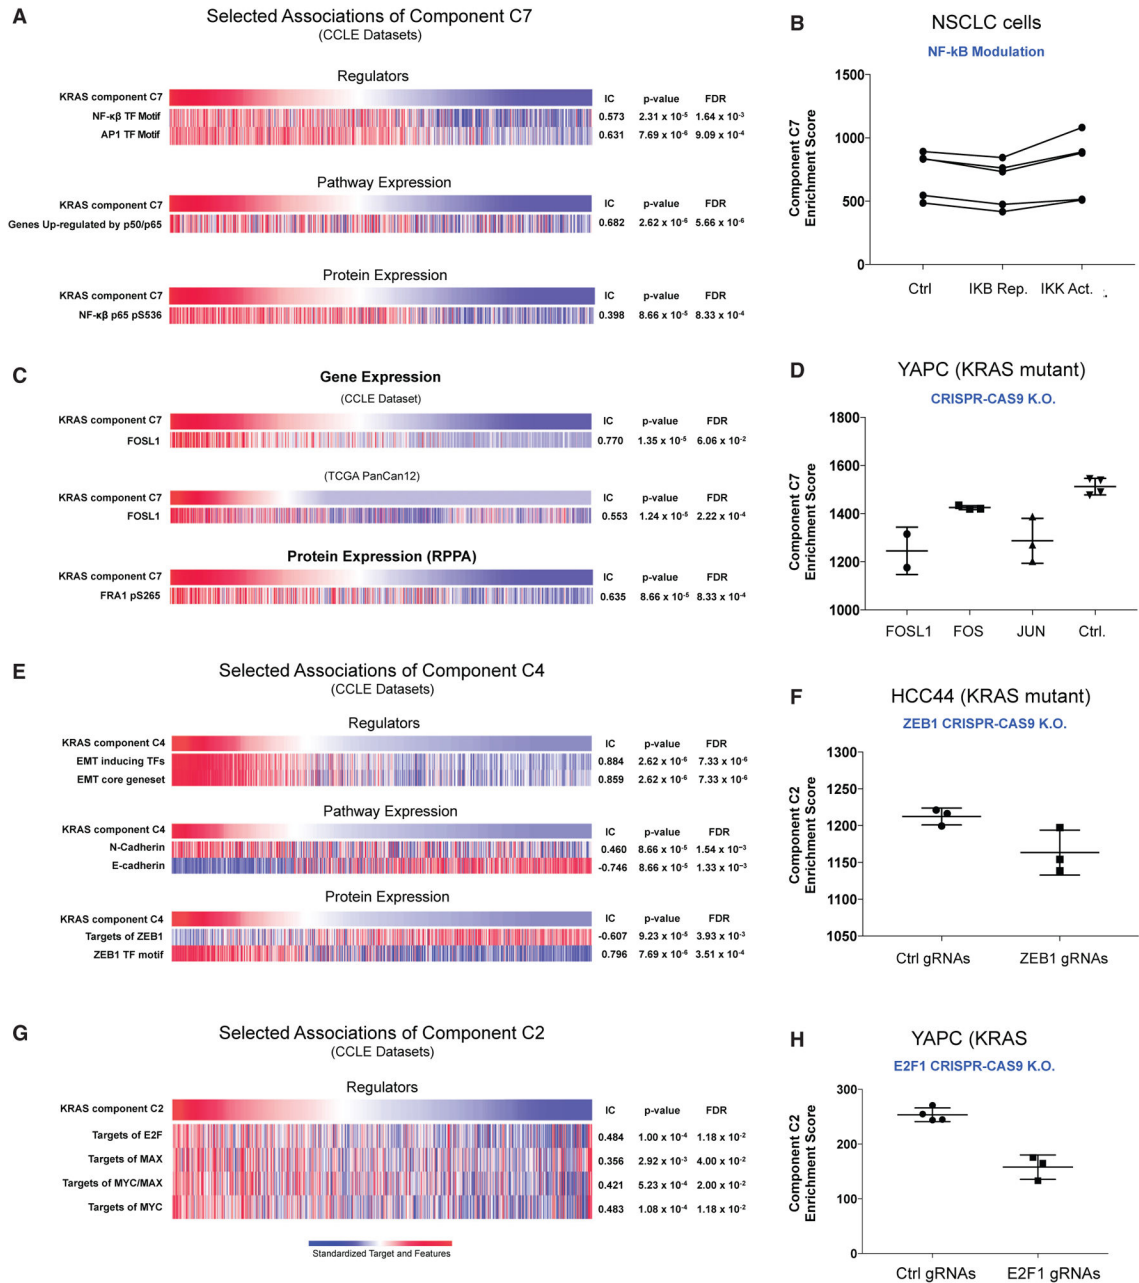 A
Selected Associations of Component C7
(CCLE Datasets)
Regulators
KRAS component C7 IC p-value FDR
NF-κβ TF Motif 0.573 2.31 x 10-5 1.64 x 10-3
AP1 TF Motif 0.631 7.69 x 10-6 9.09 x 10-4
Pathway Expression
KRAS component C7 IC p-value FDR
Genes Up-regulated by p50/p65 0.682 2.62 x 10-6 5.66 x 10-6
Protein Expression
KRAS component C7 IC p-value FDR
NF-κβ p65 pS536 0.398 8.66 x 10-5 8.33 x 10-4
B
NSCLC cells
NF-kB Modulation
Component C7
Enrichment Score
1500
1000
500
0
Ctrl IKB Rep. IKK Act.
C
Gene Expression
(CCLE Dataset)
KRAS component C7 IC p-value FDR
FOSL1 0.770 1.35 x 10-5 6.06 x 10-2
(TCGA PanCan12)
KRAS component C7 IC p-value FDR
FOSL1 0.553 1.24 x 10-5 2.22 x 10-4
Protein Expression (RPPA)
KRAS component C7 IC p-value FDR
FRA1 pS265 0.635 8.66 x 10-5 8.33 x 10-4
D
YAPC (KRAS mutant)
CRISPR-CAS9 K.O.
Component C7
Enrichment Score
1800
1600
1400
1200
1000
FOSL1 FOS JUN Ctrl.
E
Selected Associations of Component C4
(CCLE Datasets)
Regulators
KRAS component C4 IC p-value FDR
EMT inducing TFs 0.884 2.62 x 10-6 7.33 x 10-6
EMT core geneset 0.859 2.62 x 10-6 7.33 x 10-6
Pathway Expression
KRAS component C4 IC p-value FDR
N-Cadherin 0.460 8.66 x 10-5 1.54 x 10-3
E-cadherin -0.746 8.66 x 10-5 1.33 x 10-3
Protein Expression
KRAS component C4 IC p-value FDR
Targets of ZEB1 -0.607 9.23 x 10-5 3.93 x 10-3
ZEB1 TF motif 0.796 7.69 x 10-6 3.51 x 10-4
F
HCC44 (KRAS mutant)
ZEB1 CRISPR-CAS9 K.O.
Component C2
Enrichment Score
1300
1250
1200
1150
1100
1050
Ctrl gRNAs ZEB1 gRNAs
G
Selected Associations of Component C2
(CCLE Datasets)
Regulators
KRAS component C2 IC p-value FDR
Targets of E2F 0.484 1.00 x 10-4 1.18 x 10-2
Targets of MAX 0.356 2.92 x 10-3 4.00 x 10-2
Targets of MYC/MAX 0.421 5.23 x 10-4 2.00 x 10-2
Targets of MYC 0.483 1.08 x 10-4 1.18 x 10-2
Standardized Target and Features
H
YAPC (KRAS
E2F1 CRISPR-CAS9 K.O.
Component C2
Enrichment Score
300
200
100
0
Ctrl gRNAs E2F1 gRNAs